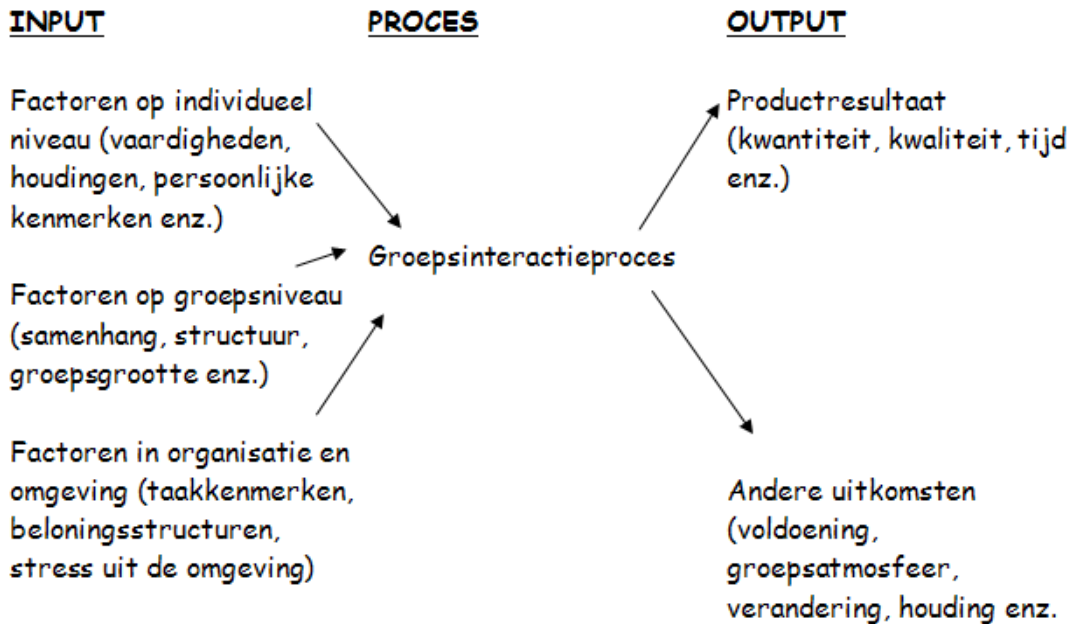 INPUT
PROCES
OUTPUT
Factoren op individueel
niveau (vaardigheden,
houdingen, persoonlijke
kenmerken enz.)
Factoren op groepsniveau
(samenhang, structuur,
groepsgrootte enz.)
Factoren in organisatie en
omgeving (taakkenmerken,
beloningsstructuren,
stress uit de omgeving)
Groepsinteractieproces
Productresultaat
(kwantiteit, kwaliteit, tijd
enz.)
Andere uitkomsten
(voldoening,
groepsatmosfeer,
verandering, houding enz.